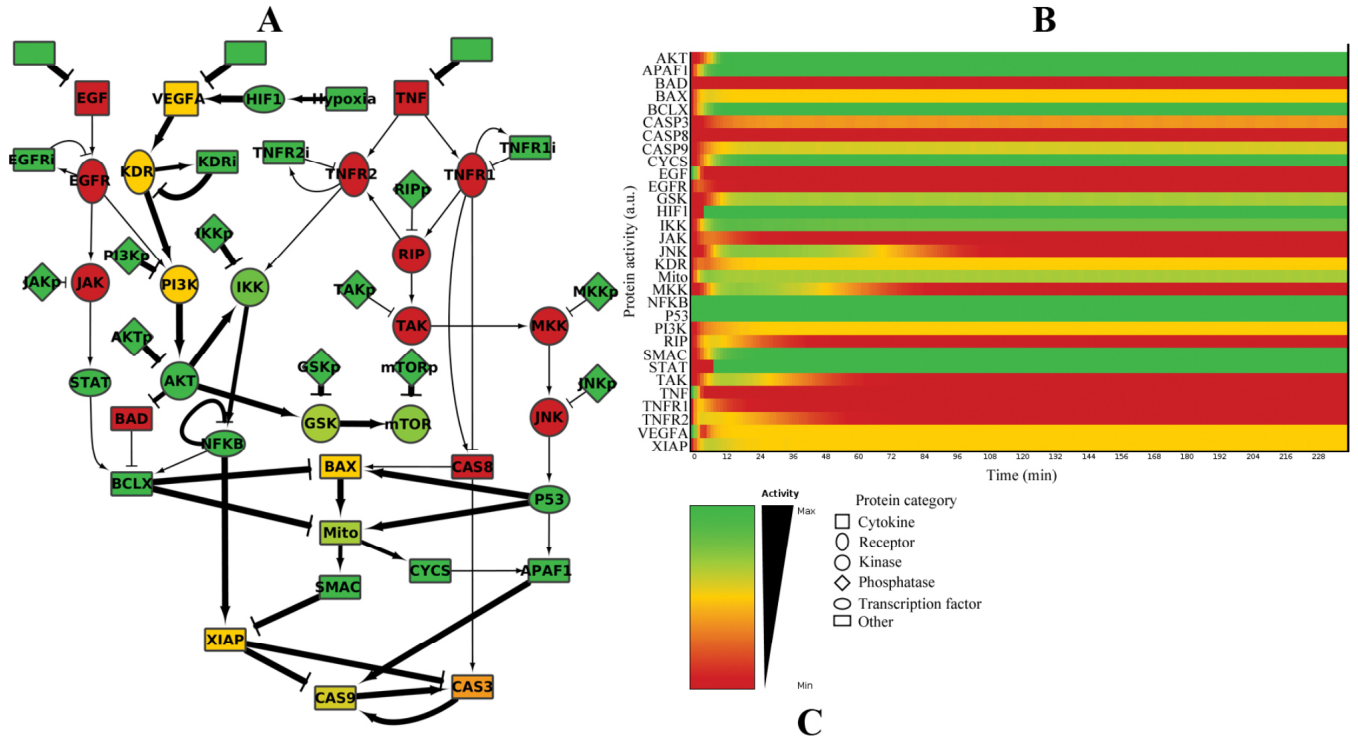 A
B
EGF
VEGFA
HIF1
Hypoxia
TNF
EGFRi
EGFR
KDR
KDRi
TNFR2i
TNFR2
TNFR1
TNFR1i
RIPp
IKKp
PI3Kp
RIP
JAKp
JAK
PI3K
IKK
TAKp
TAK
MKK
MKKp
AKTp
STAT
AKT
GSKp
mTORp
JNKp
BAD
GSK
mTOR
JNK
NFKB
BCLX
BAX
CAS8
P53
Mito
SMAC
CYCS
APAF1
XIAP
CAS9
CAS3
Protein activity (a.u.)
AKT
APAF1
BAD
BAX
BCLX
CASP3
CASP8
CASP9
CYCS
EGF
EGFR
GSK
HIF1
IKK
JAK
JNK
KDR
Mito
MKK
NFKB
P53
PI3K
RIP
SMAC
STAT
TAK
TNF
TNFR1
TNFR2
VEGFA
XIAP
0 12 24 36 48 60 72 84 96 108 120 132 144 156 168 180 192 204 216 228
Time (min)
Activity
Max
Min
Protein category
Cytokine
Receptor
Kinase
Phosphatase
Transcription factor
Other
C